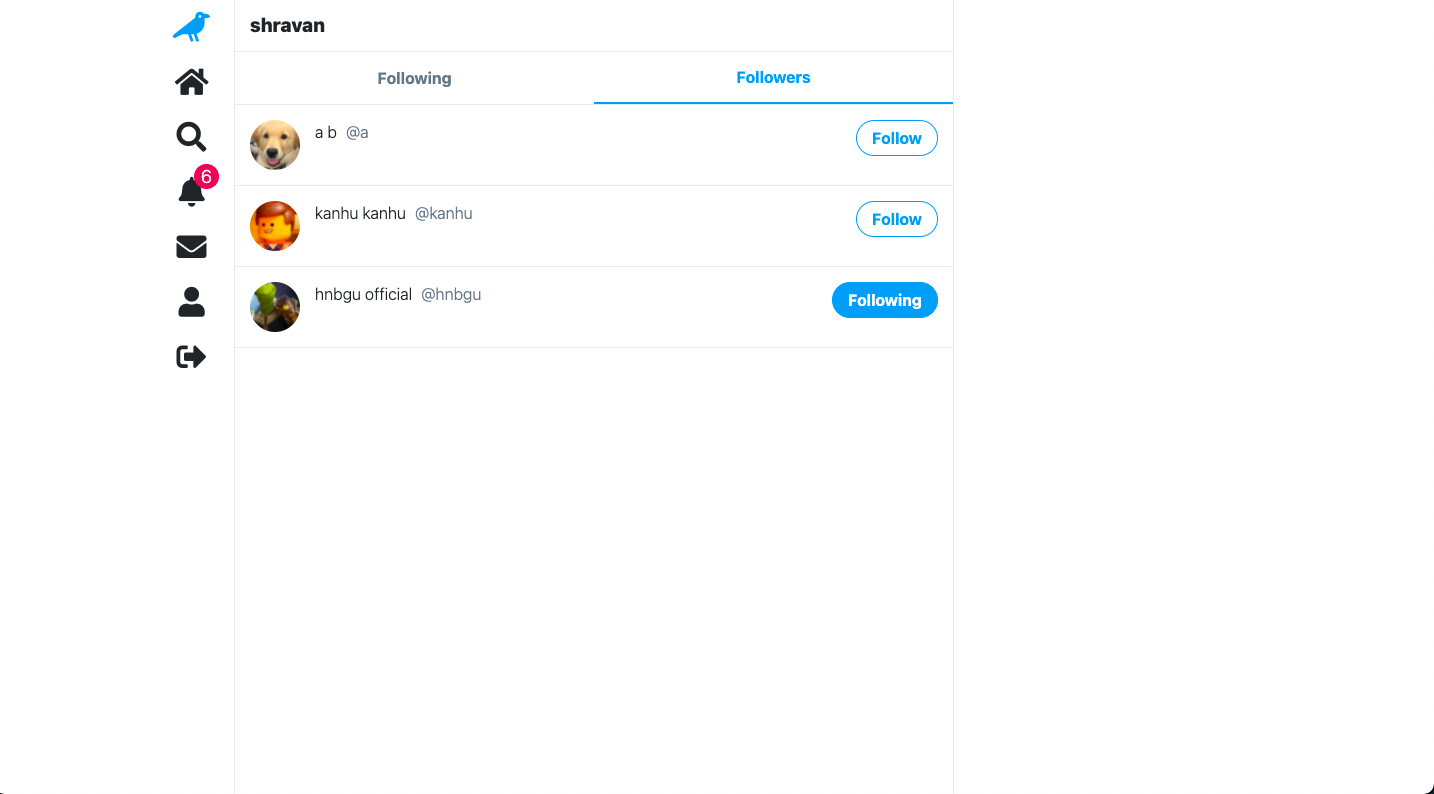 shravan
Following Followers
a b @a Follow
6
kanhu kanhu @kanhu Follow
hnbgu official @hnbgu Following